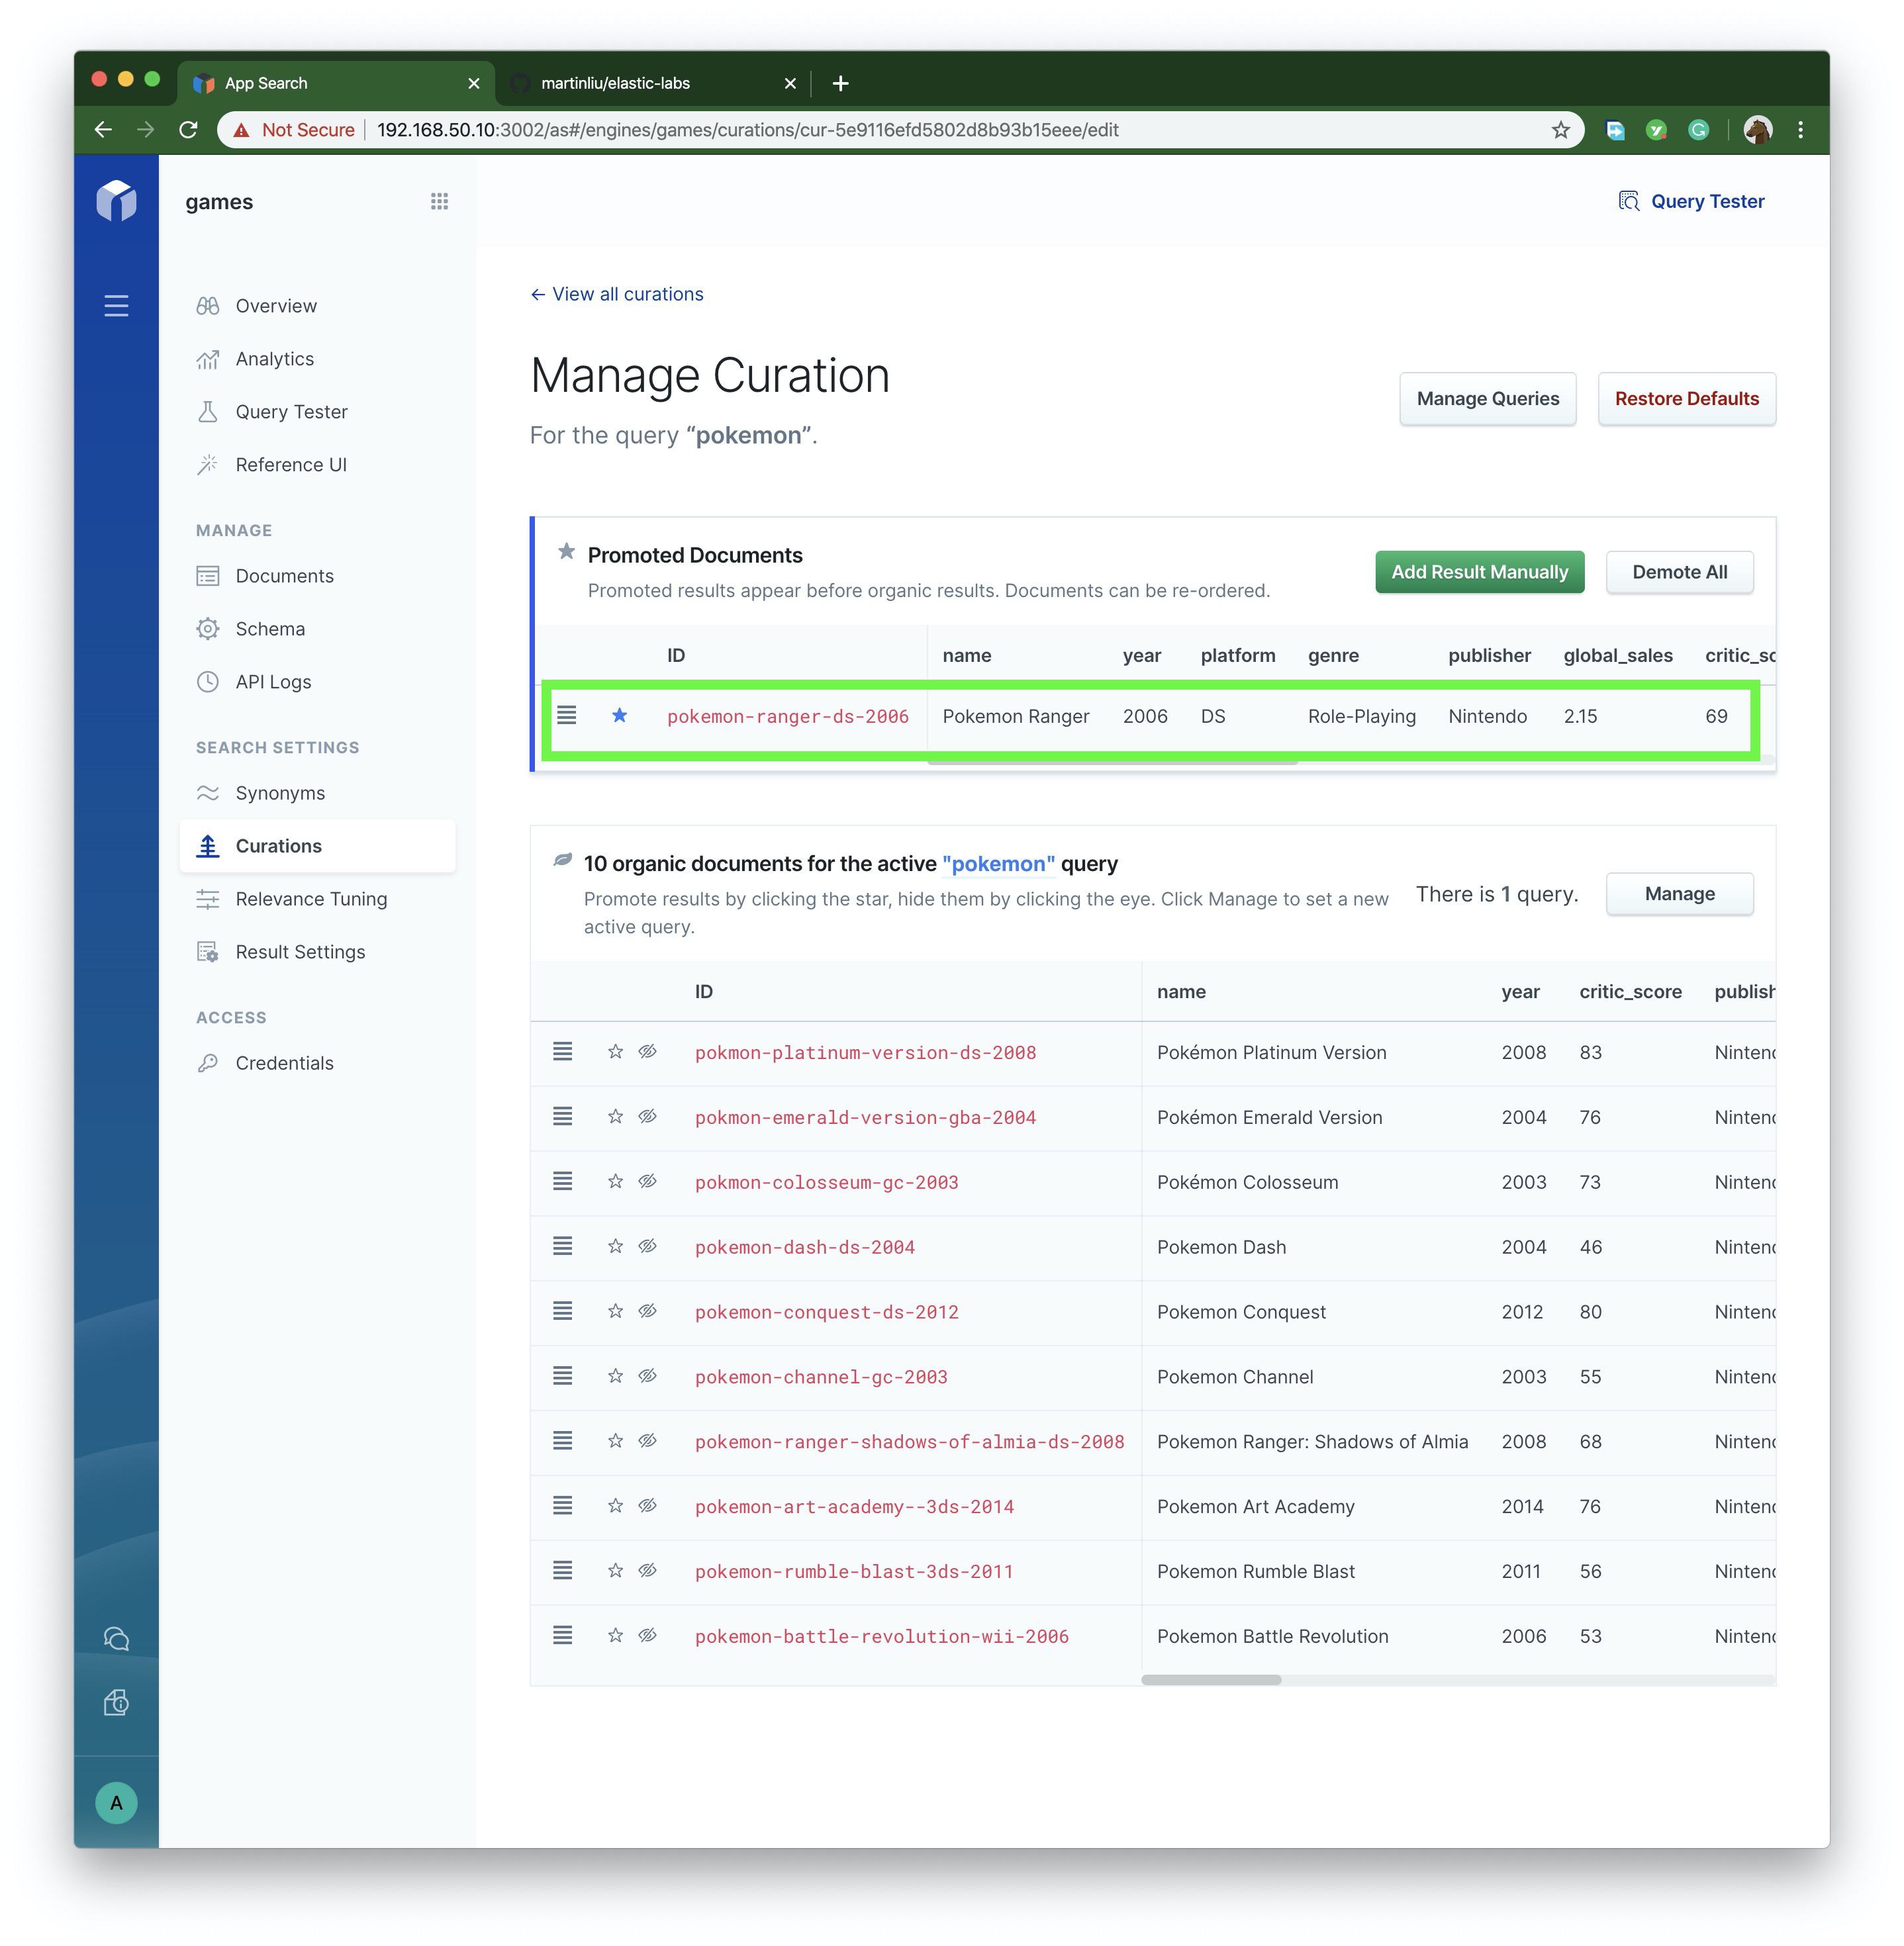 App Search
martinliu/elastic-labs
Not Secure 192.168.50.10:3002/as#/engines/games/curations/cur-5e9116efd5802d8b93b15eee/edit
games
Query Tester
Overview
Analytics
Query Tester
Reference UI
MANAGE
Documents
Schema
API Logs
SEARCH SETTINGS
Synonyms
Curations
Relevance Tuning
Result Settings
ACCESS
Credentials
A
← View all curations
Manage Curation
For the query “pokemon”.
Manage Queries
Restore Defaults
Promoted Documents
Promoted results appear before organic results. Documents can be re-ordered.
Add Result Manually
Demote All
ID name year platform genre publisher global_sales critic_sc
pokemon-ranger-ds-2006 Pokemon Ranger 2006 DS Role-Playing Nintendo 2.15 69
10 organic documents for the active "pokemon" query
Promote results by clicking the star, hide them by clicking the eye. Click Manage to set a new
active query.
There is 1 query.
Manage
ID name year critic_score publish
pokmon-platinum-version-ds-2008 Pokémon Platinum Version 2008 83 Nintend
pokmon-emerald-version-gba-2004 Pokémon Emerald Version 2004 76 Nintend
pokmon-colosseum-gc-2003 Pokémon Colosseum 2003 73 Nintend
pokemon-dash-ds-2004 Pokemon Dash 2004 46 Nintend
pokemon-conquest-ds-2012 Pokemon Conquest 2012 80 Nintend
pokemon-channel-gc-2003 Pokemon Channel 2003 55 Nintend
pokemon-ranger-shadows-of-almia-ds-2008 Pokemon Ranger: Shadows of Almia 2008 68 Nintend
pokemon-art-academy--3ds-2014 Pokemon Art Academy 2014 76 Nintend
pokemon-rumble-blast-3ds-2011 Pokemon Rumble Blast 2011 56 Nintend
pokemon-battle-revolution-wii-2006 Pokemon Battle Revolution 2006 53 Nintend